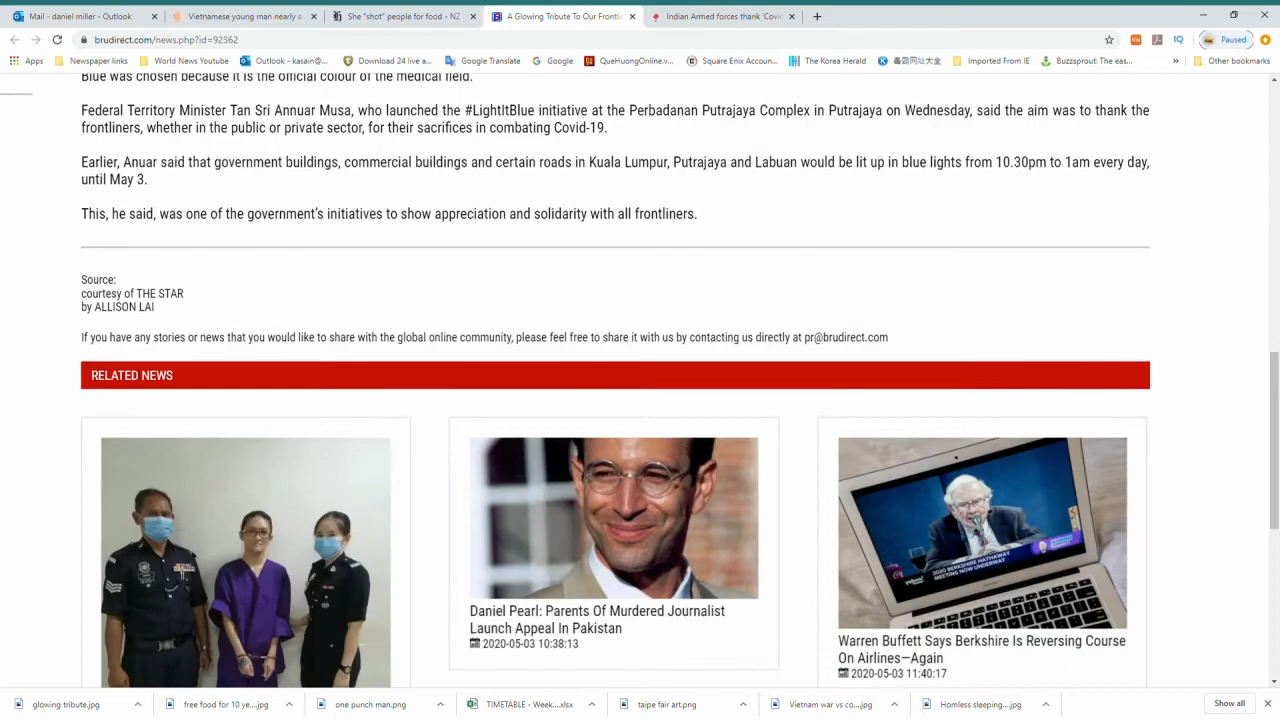 Mail - daniel miller - Outlook
Vietnamese young man nearly a
She "shot" people for food - NZ
A Glowing Tribute To Our Frontli
Indian Armed forces thank 'Covi
brudirect.com/news.php?id=92362
Paused
Apps
Newspaper links
World News Youtube
Outlook - kasain@...
Download 24 live a...
Google Translate
Google
QueHuongOnline.v...
Square Enix Accoun...
The Korea Herald
Imported From IE
Buzzsprout: The eas...
Other bookmarks
Blue was chosen because it is the official colour of the medical field.
Federal Territory Minister Tan Sri Annuar Musa, who launched the #LightItBlue initiative at the Perbadanan Putrajaya Complex in Putrajaya on Wednesday, said the aim was to thank the
frontliners, whether in the public or private sector, for their sacrifices in combating Covid-19.
Earlier, Anuar said that government buildings, commercial buildings and certain roads in Kuala Lumpur, Putrajaya and Labuan would be lit up in blue lights from 10.30pm to 1am every day,
until May 3.
This, he said, was one of the government's initiatives to show appreciation and solidarity with all frontliners.
Source:
courtesy of THE STAR
by ALLISON LAI
If you have any stories or news that you would like to share with the global online community, please feel free to share it with us by contacting us directly at pr@brudirect.com
RELATED NEWS
2020 BERKSHIRE HATHAWAY
MEETING NOW UNDERWAY
Daniel Pearl: Parents Of Murdered Journalist
Launch Appeal In Pakistan
2020-05-03 10:38:13
Warren Buffett Says Berkshire Is Reversing Course
On Airlines—Again
2020-05-03 11:40:17
glowing tribute.jpg
free food for 10 ye....jpg
one punch man.png
TIMETABLE - Week....xlsx
taipe fair art.png
Vietnam war vs co....jpg
Homless sleeping....jpg
Show all